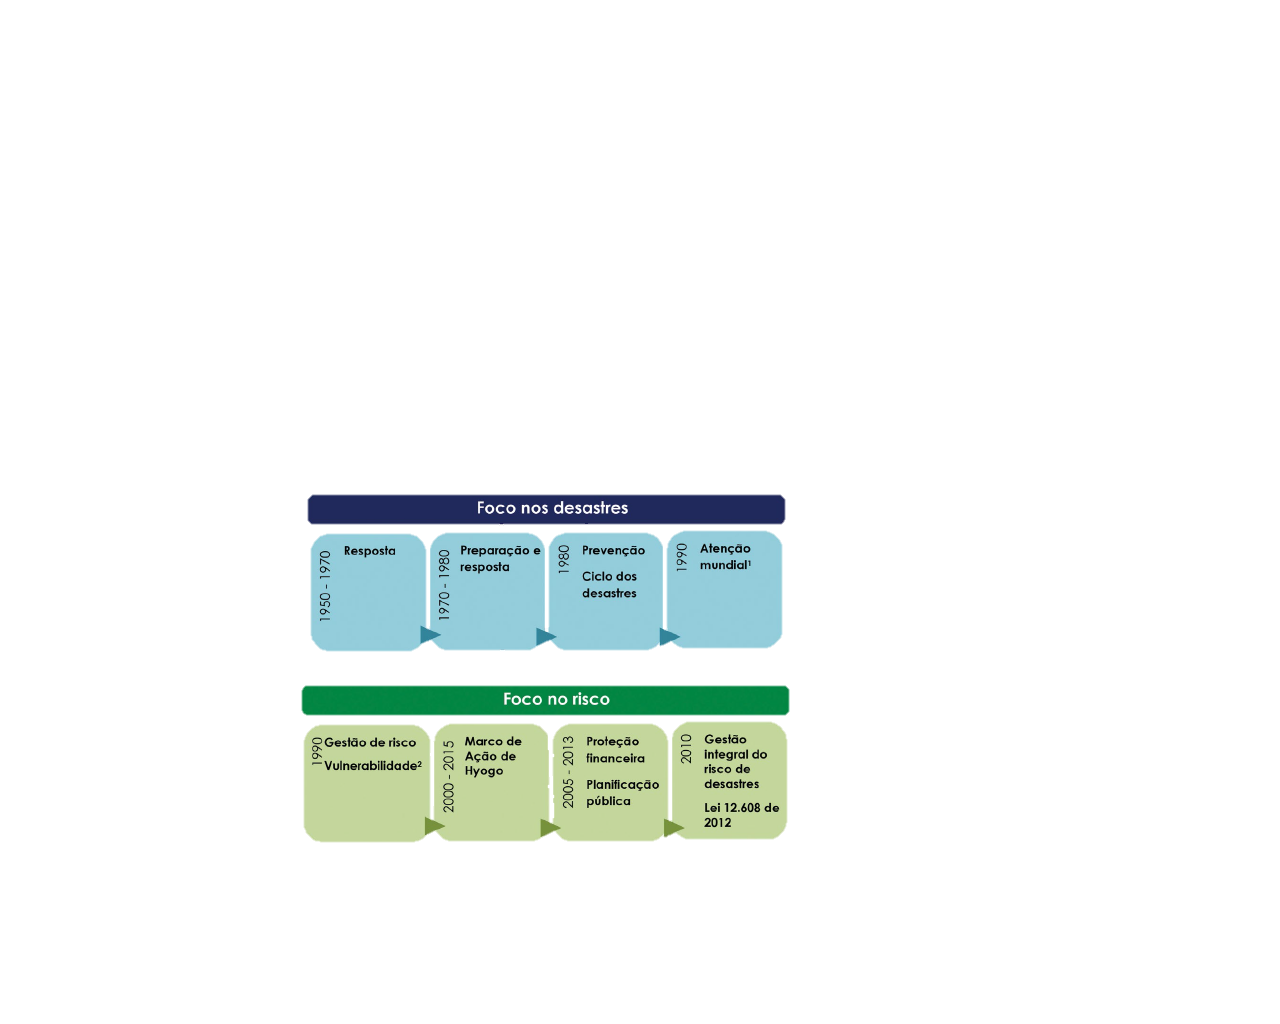 Foco nos desastres
1950 - 1970
Resposta
1970 - 1980
Preparação e
resposta
1980
Prevenção
Ciclo dos
desastres
1990
Atenção
mundial¹
Foco no risco
1990
Gestão de risco
Vulnerabilidade²
2000 - 2015
Marco de
Ação de
Hyogo
2005 - 2013
Proteção
financeira
Planificação
pública
2010
Gestão
integral do
risco de
desastres
Lei 12.608 de
2012